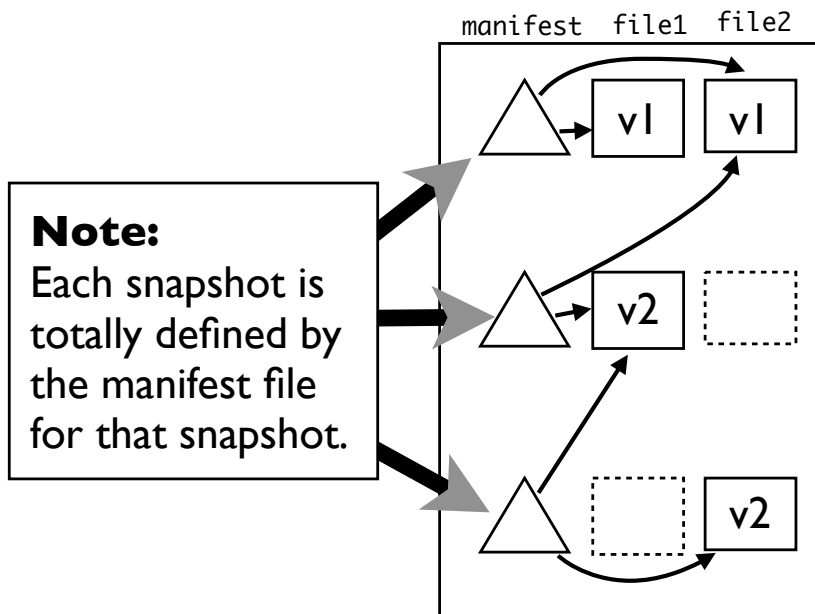 manifest file1 file2
v1 v1
Note:
Each snapshot is
totally defined by
the manifest file
for that snapshot.
v2
v2